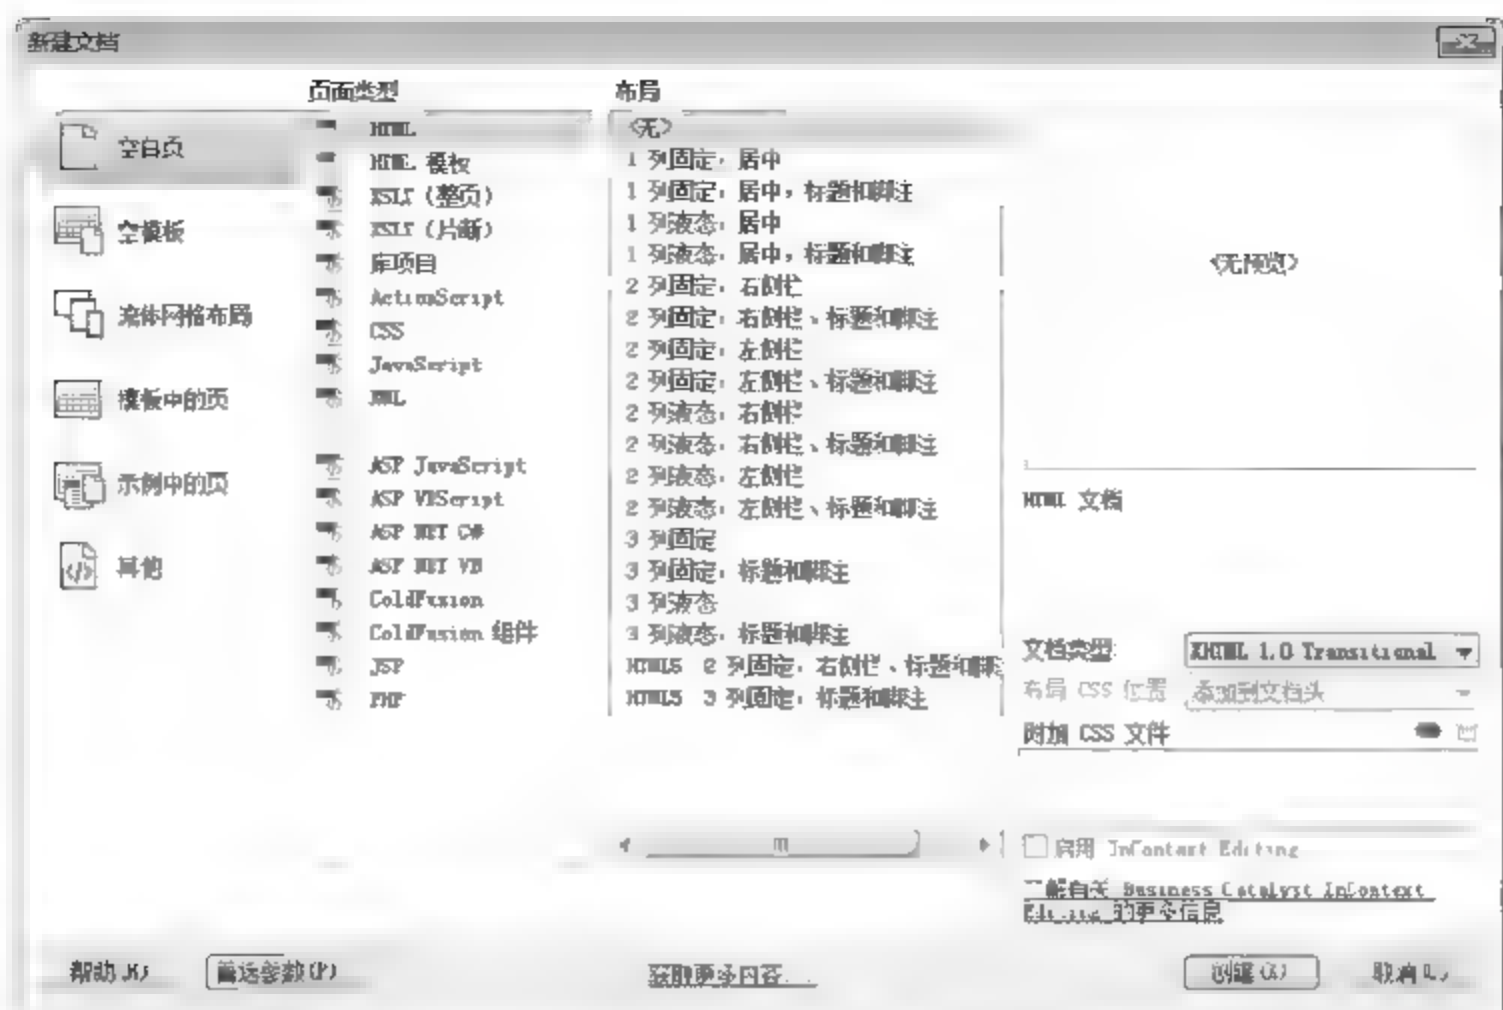 新建文档
空白页
空模板
流体网格布局
模板中的页
示例中的页
其他
页面类型
HTML
HTML 模板
XSLT (整页)
XSLT (片断)
库项目
ActionScript
CSS
JavaScript
XML
ASP JavaScript
ASP VBScript
ASP NET C#
ASP NET VB
ColdFusion
ColdFusion 组件
JSP
PHP
布局
<无>
1 列固定，居中
1 列固定，居中，标题和脚注
1 列液态，居中
1 列液态，居中，标题和脚注
2 列固定，右侧栏
2 列固定，右侧栏、标题和脚注
2 列固定，左侧栏
2 列固定，左侧栏、标题和脚注
2 列液态，右侧栏
2 列液态，右侧栏、标题和脚注
2 列液态，左侧栏
2 列液态，左侧栏、标题和脚注
3 列固定
3 列固定，标题和脚注
3 列液态
3 列液态，标题和脚注
HTML5 2 列固定，右侧栏、标题和脚
HTML5 3 列固定，标题和脚注
<无预览>
HTML 文档
文档类型: XHTML 1.0 Transitional
布局 CSS 位置 添加到文档头
附加 CSS 文件
启用 InContext Editing
了解有关 Business Catalyst InContext
Editing 的更多信息
帮助(H)
首选参数(P)
获取更多内容...
创建(R)
取消(L)